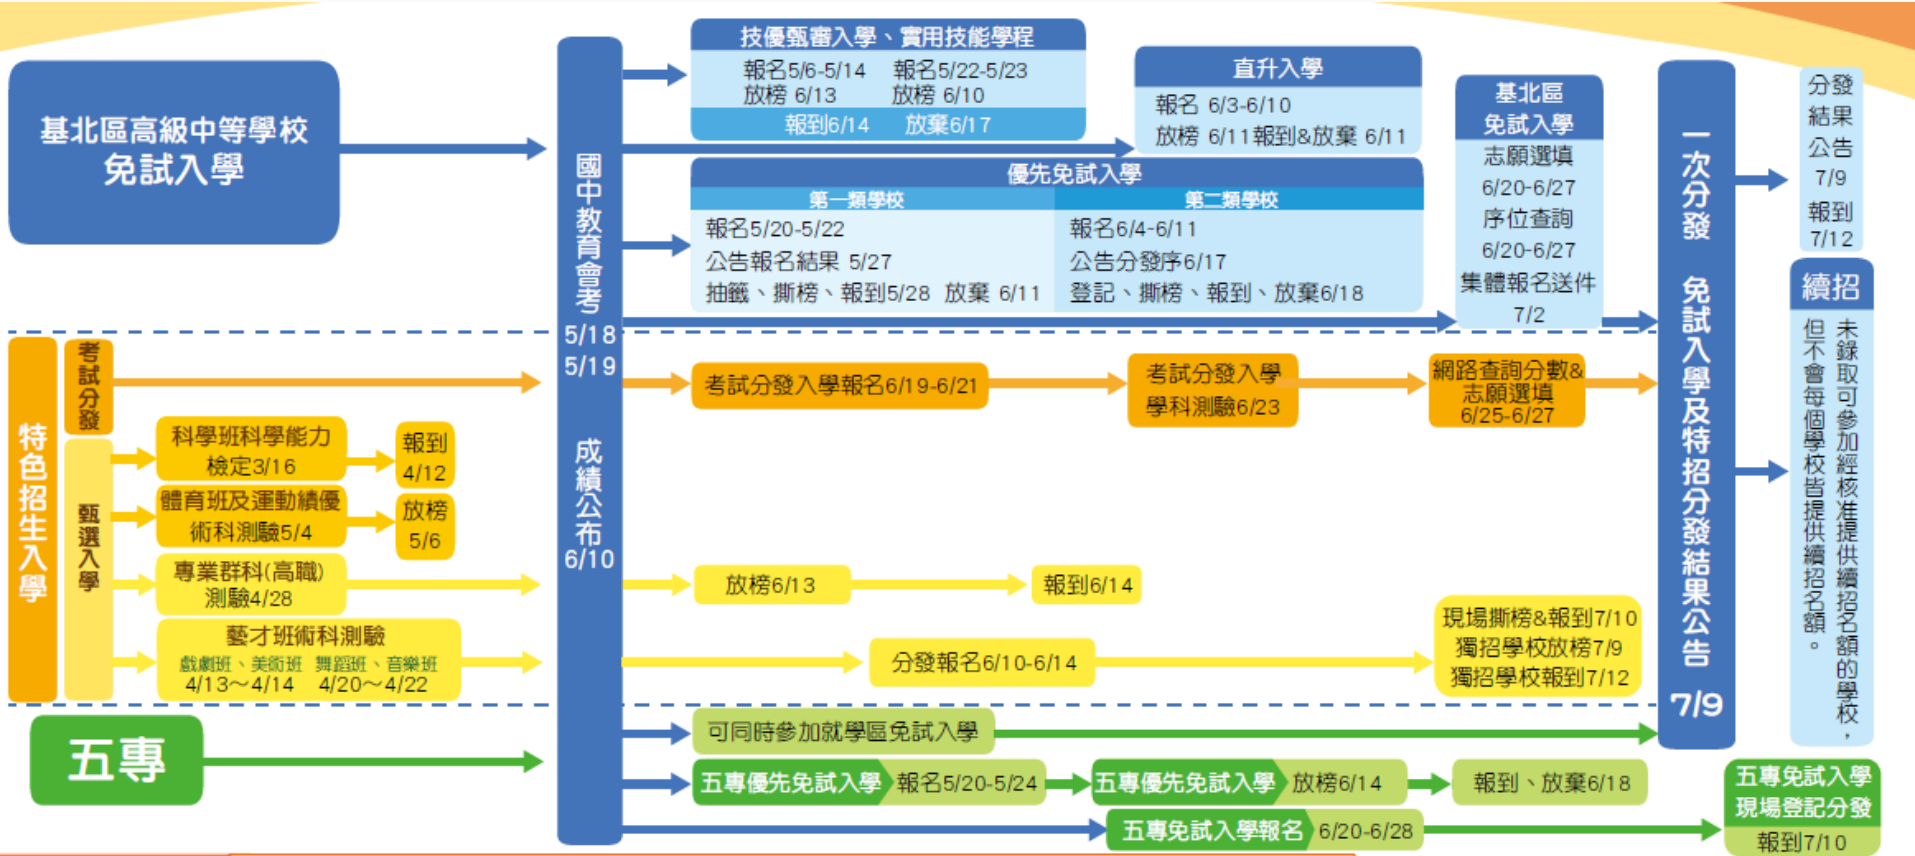 基北區高級中等學校
免試入學
國中教育會考
5/18
5/19
成績公布
6/10
技優甄審入學、實用技能學程
報名5/6-5/14 報名5/22-5/23
放榜 6/13 放榜 6/10
報到6/14 放棄6/17
直升入學
報名 6/3-6/10
放榜 6/11報到&放棄 6/11
優先免試入學
第一類學校
報名5/20-5/22
公告報名結果 5/27
抽籤、撕榜、報到5/28 放棄 6/11
第二類學校
報名6/4-6/11
公告分發序6/17
登記、撕榜、報到、放棄6/18
基北區
免試入學
志願選填
6/20-6/27
序位查詢
6/20-6/27
集體報名送件
7/2
一次分發 免試入學及特招分發結果公告
7/9
分發
結果
公告
7/9
報到
7/12
續招
未錄取可參加經核准提供續招名額的學校，
但不會每個學校皆提供續招名額。
特色招生入學
考試分發
考試分發入學報名6/19-6/21
考試分發入學
學科測驗6/23
網路查詢分數&
志願選填
6/25-6/27
甄選入學
科學班科學能力
檢定3/16
報到
4/12
體育班及運動績優
術科測驗5/4
放榜
5/6
專業群科(高職)
測驗4/28
放榜6/13
報到6/14
藝才班術科測驗
戲劇班、美術班 舞蹈班、音樂班
4/13～4/14 4/20～4/22
分發報名6/10-6/14
現場撕榜&報到7/10
獨招學校放榜7/9
獨招學校報到7/12
五專
可同時參加就學區免試入學
五專優先免試入學 報名5/20-5/24
五專優先免試入學 放榜6/14
報到、放棄6/18
五專免試入學報名 6/20-6/28
五專免試入學
現場登記分發
報到7/10